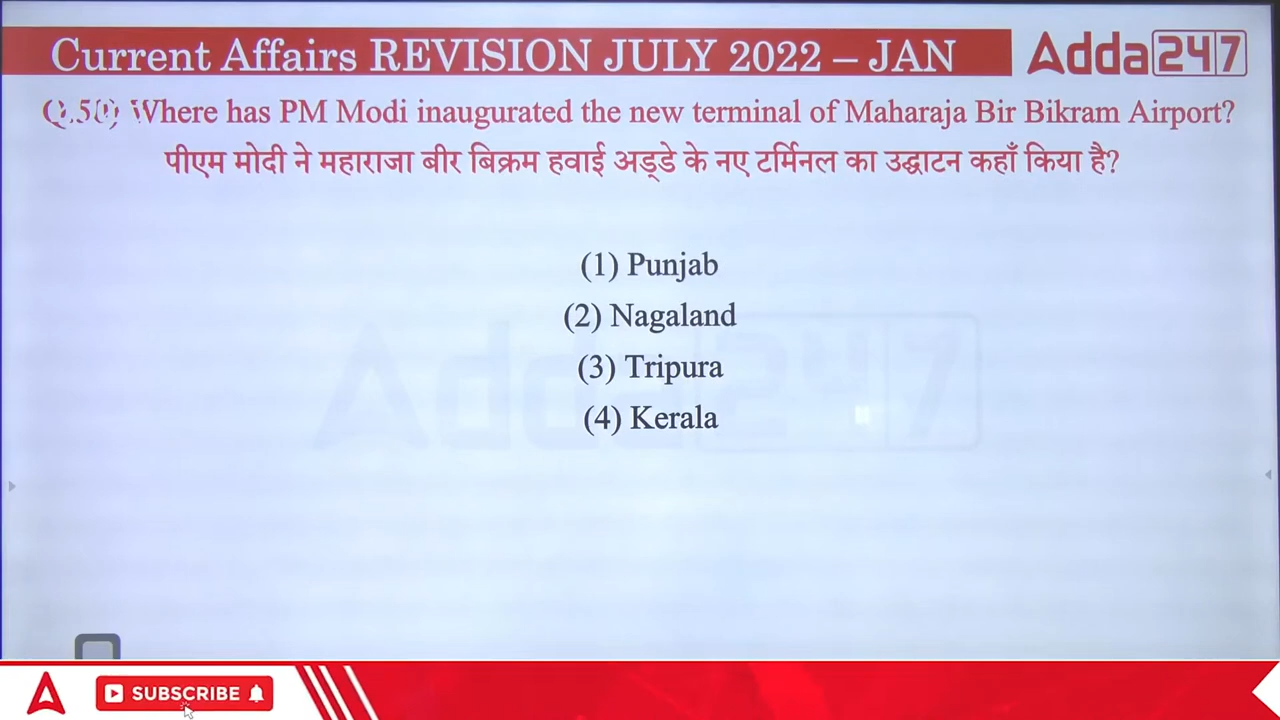 Current Affairs REVISION JULY 2022 – JAN
Adda247
Where has PM Modi inaugurated the new terminal of Maharaja Bir Bikram Airport?
पीएम मोदी ने महाराजा बीर बिक्रम हवाई अड्डे के नए टर्मिनल का उद्घाटन कहाँ किया है?
(1) Punjab
(2) Nagaland
(3) Tripura
(4) Kerala
Adda247
SUBSCRIBE